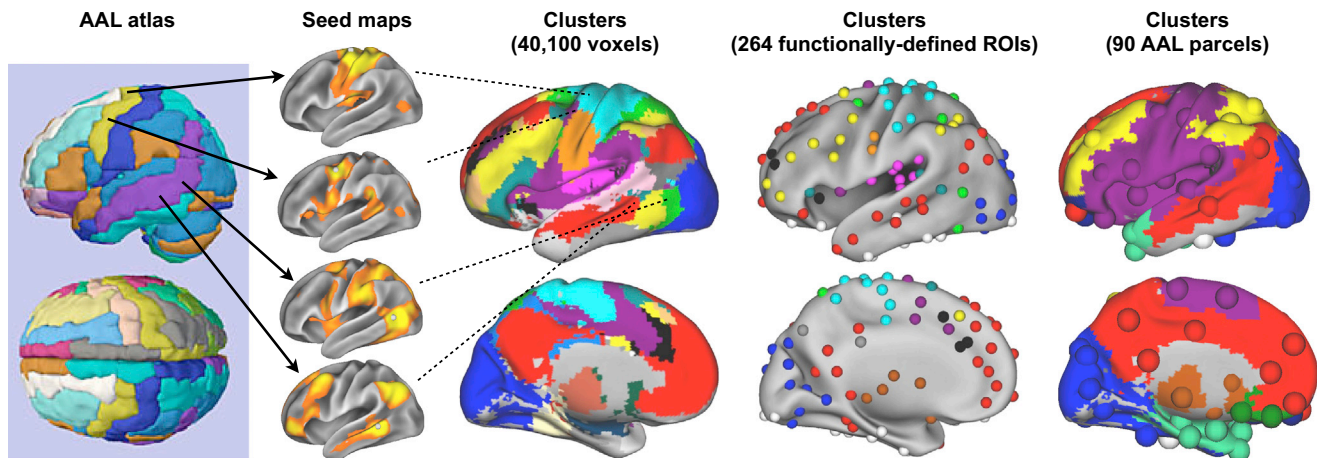 AAL atlas
Seed maps
Clusters
(40,100 voxels)
Clusters
(264 functionally-defined ROIs)
Clusters
(90 AAL parcels)